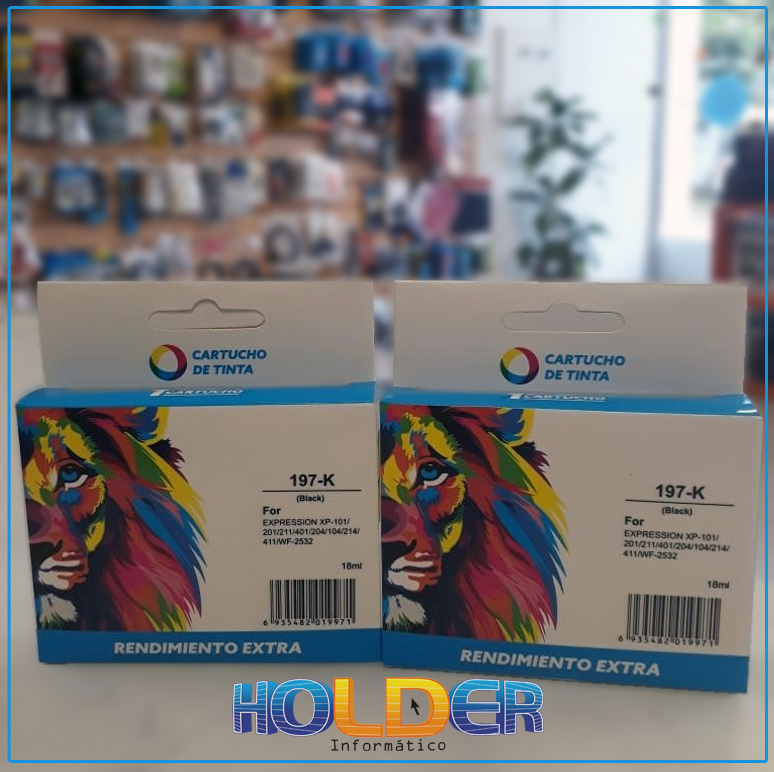 CARTUCHO
DE TINTA
CARTUCHO
197-K
(Black)
For
EXPRESSION XP-101/
201/211/401/204/104/214/
411/WF-2532
18ml
6 935482 019971
RENDIMIENTO EXTRA
CARTUCHO
DE TINTA
CARTUCHO
197-K
(Black)
For
EXPRESSION XP-101/
201/211/401/204/104/214/
411/WF-2532
18ml
6 935482 019971
RENDIMIENTO EXTRA
HOLDER
Informático